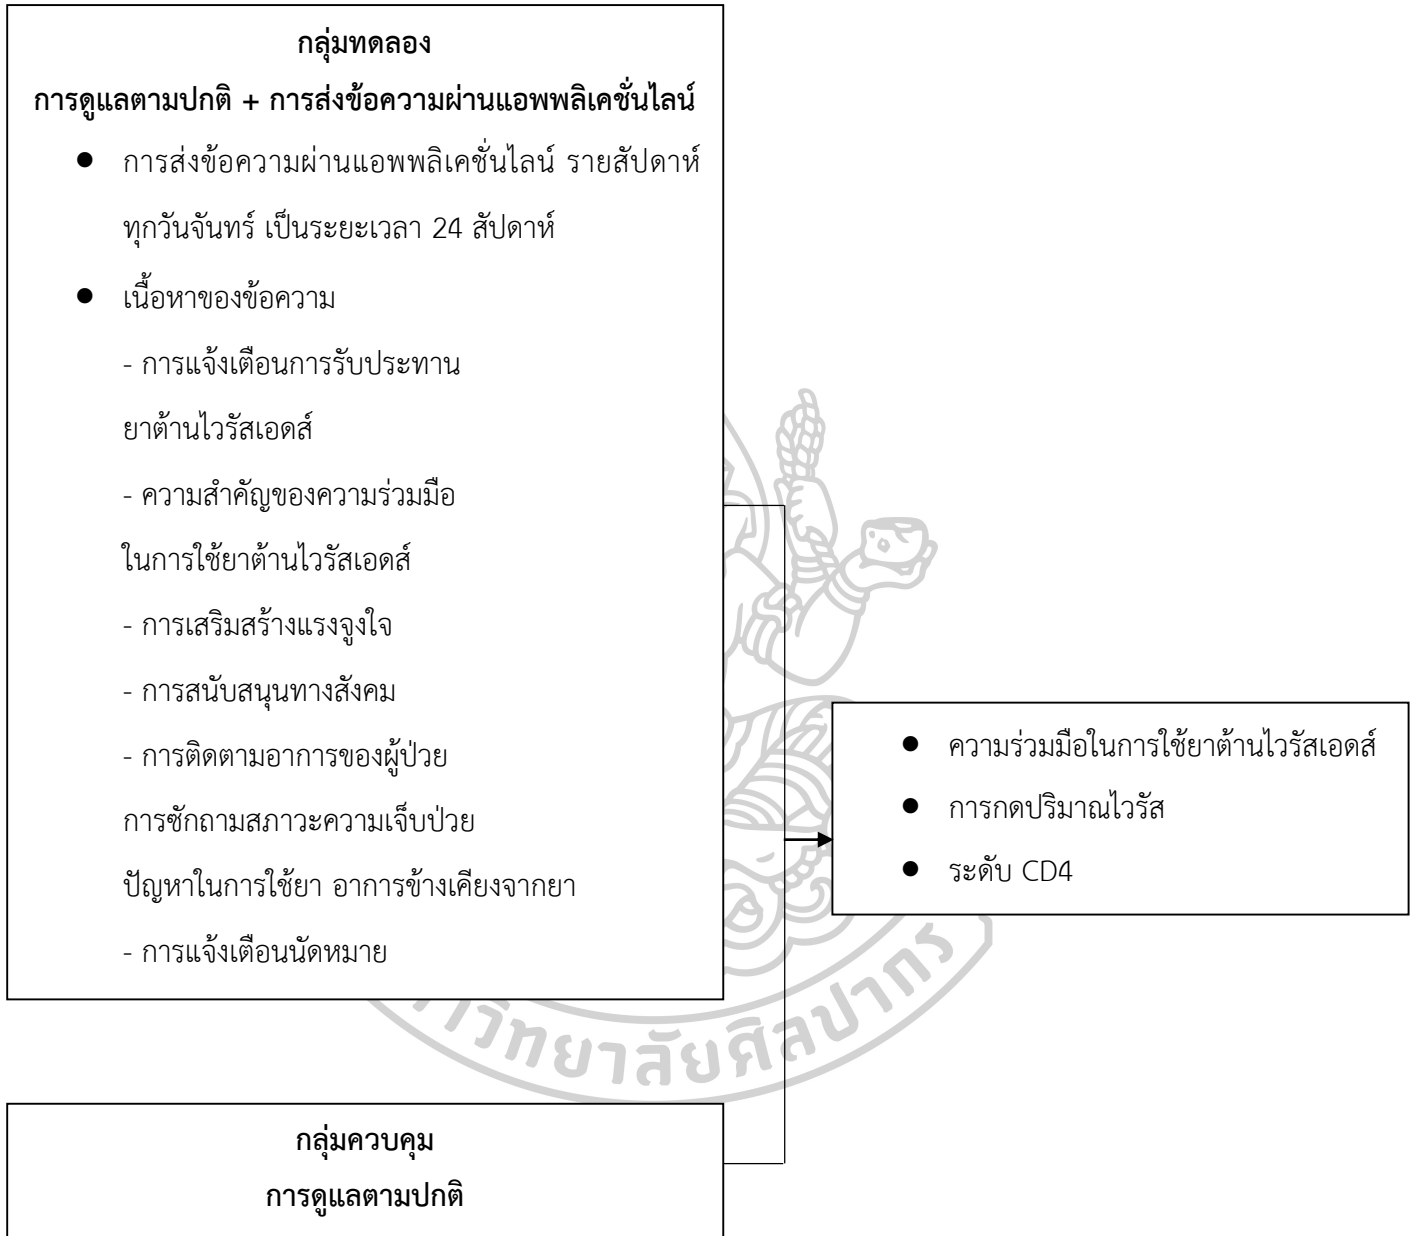 กลุ่มทดลอง
การดูแลตามปกติ + การส่งข้อความผ่านแอพพลิเคชั่นไลน์
● การส่งข้อความผ่านแอพพลิเคชั่นไลน์ รายสัปดาห์
ทุกวันจันทร์ เป็นระยะเวลา 24 สัปดาห์
● เนื้อหาของข้อความ
- การแจ้งเตือนการรับประทาน
ยาต้านไวรัสเอดส์
- ความสำคัญของความร่วมมือ
ในการใช้ยาต้านไวรัสเอดส์
- การเสริมสร้างแรงจูงใจ
- การสนับสนุนทางสังคม
- การติดตามอาการของผู้ป่วย
การซักถามสภาวะความเจ็บป่วย
ปัญหาในการใช้ยา อาการข้างเคียงจากยา
- การแจ้งเตือนนัดหมาย
● ความร่วมมือในการใช้ยาต้านไวรัสเอดส์
● การกดปริมาณไวรัส
● ระดับ CD4
วิทยาลัยศิลปากร
กลุ่มควบคุม
การดูแลตามปกติ